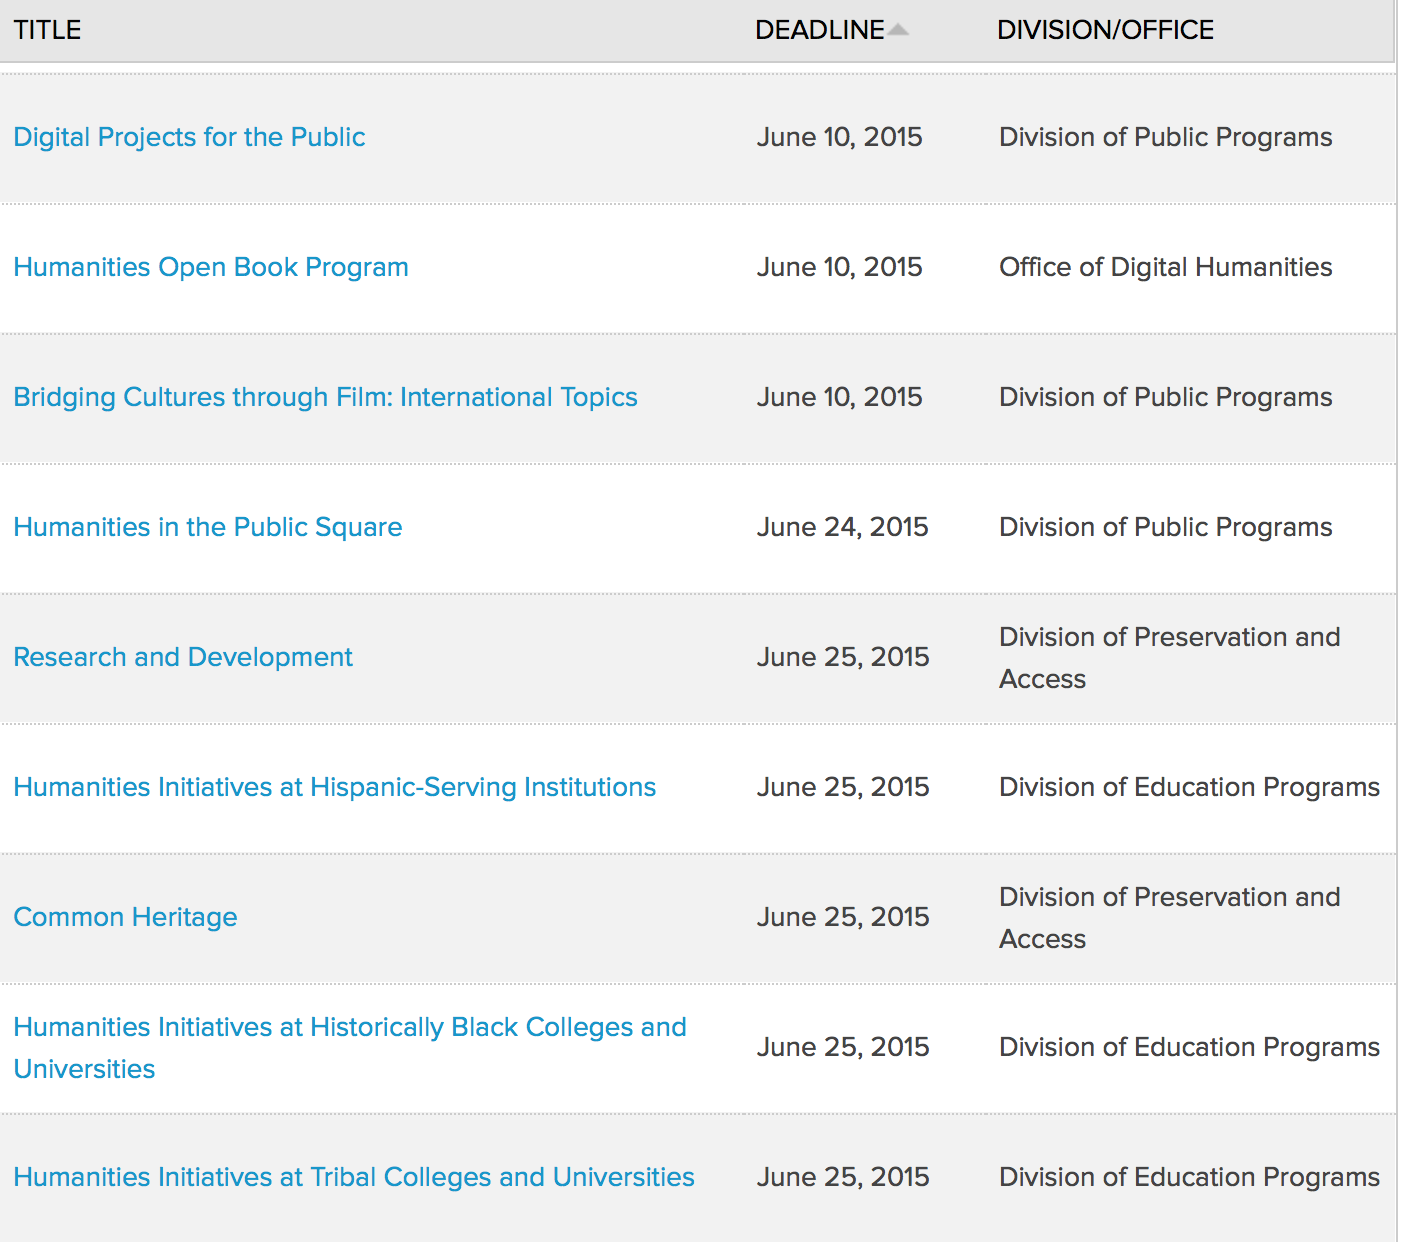 TITLE DEADLINE DIVISION/OFFICE
Digital Projects for the Public June 10, 2015 Division of Public Programs
Humanities Open Book Program June 10, 2015 Office of Digital Humanities
Bridging Cultures through Film: International Topics June 10, 2015 Division of Public Programs
Humanities in the Public Square June 24, 2015 Division of Public Programs
Research and Development June 25, 2015 Division of Preservation and
Access
Humanities Initiatives at Hispanic-Serving Institutions June 25, 2015 Division of Education Programs
Common Heritage June 25, 2015 Division of Preservation and
Access
Humanities Initiatives at Historically Black Colleges and
Universities June 25, 2015 Division of Education Programs
Humanities Initiatives at Tribal Colleges and Universities June 25, 2015 Division of Education Programs